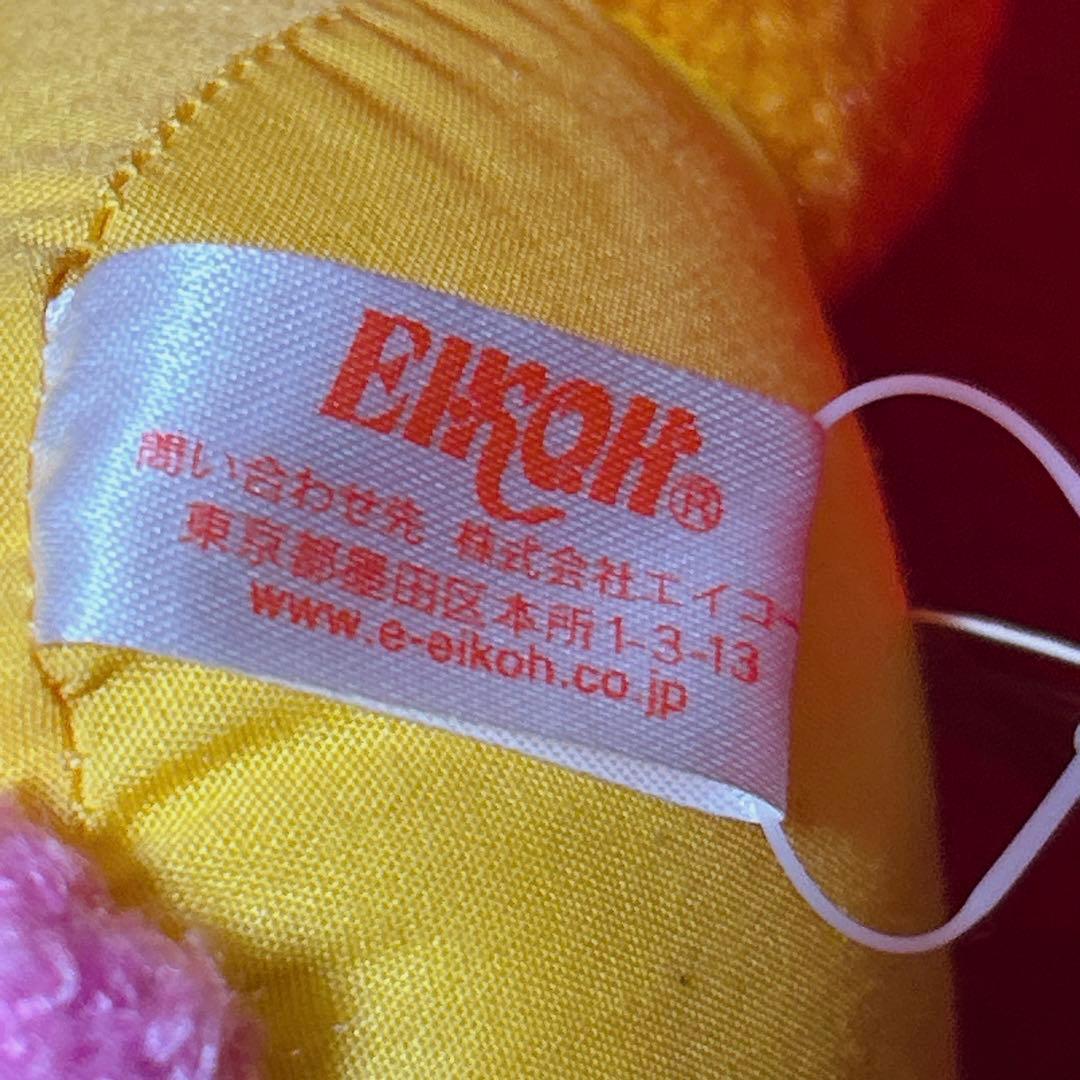 EIKOH®
問い合わせ先 株式会社エイコー
東京都墨田区本所1-3-13
www.e-eikoh.co.jp